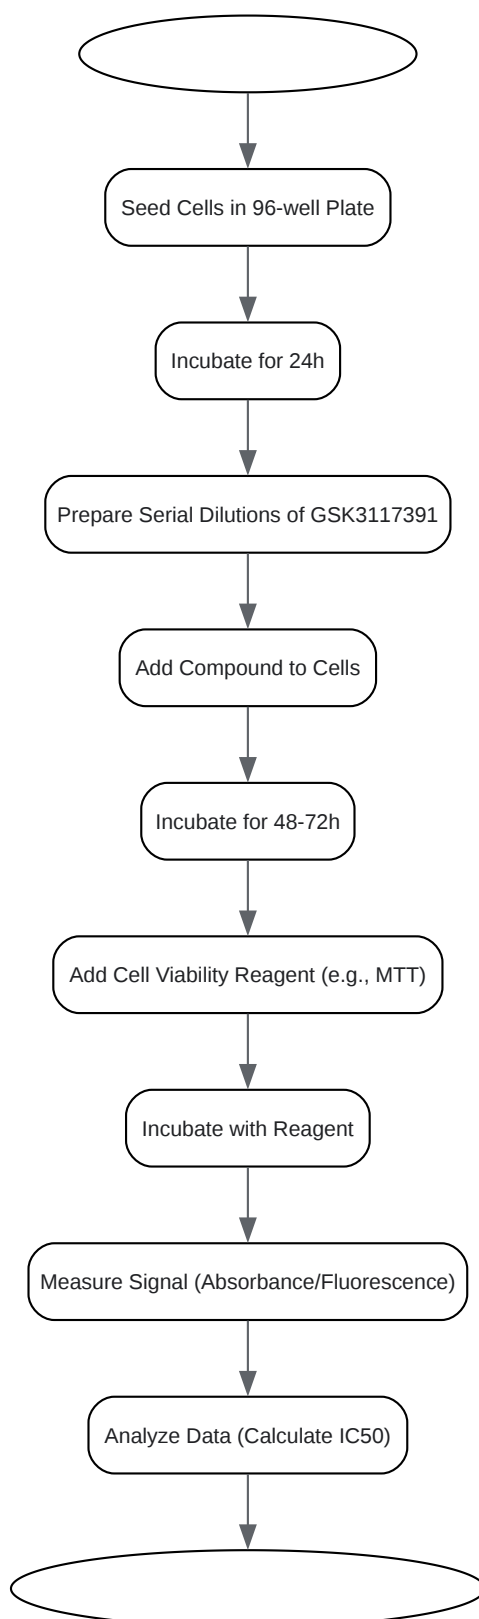 Seed Cells in 96-well Plate
Incubate for 24h
Prepare Serial Dilutions of GSK3117391
Add Compound to Cells
Incubate for 48-72h
Add Cell Viability Reagent (e.g., MTT)
Incubate with Reagent
Measure Signal (Absorbance/Fluorescence)
Analyze Data (Calculate IC50)